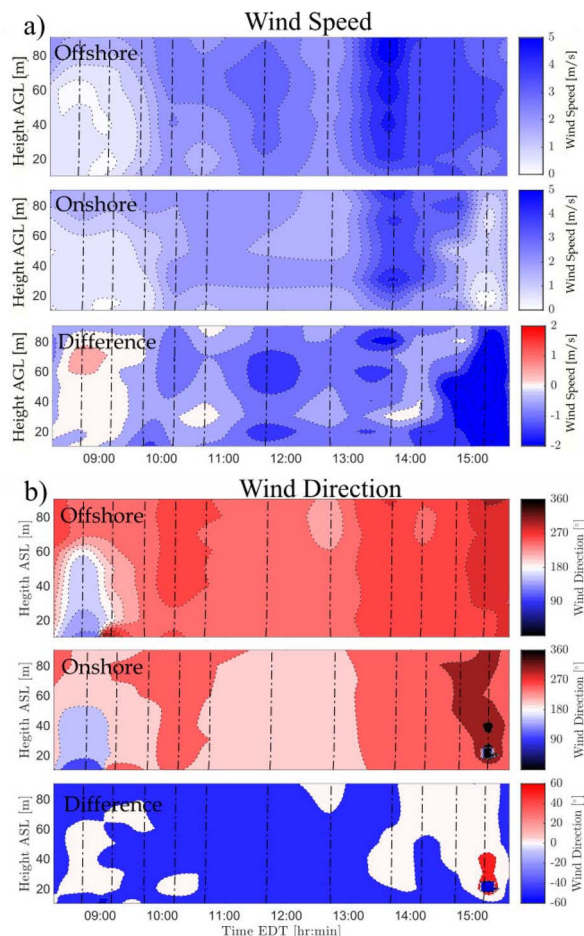 a) Wind Speed
Offshore
Height AGL [m]
80
60
40
20
5
4
3
2
1
0
Wind Speed [m/s]
Onshore
Height AGL [m]
80
60
40
20
5
4
3
2
1
0
Wind Speed [m/s]
Difference
Height AGL [m]
80
60
40
20
2
1
0
-1
-2
Wind Speed [m/s]
09:00 10:00 11:00 12:00 13:00 14:00 15:00
b) Wind Direction
Offshore
Hegith ASL [m]
80
60
40
20
360
270
180
90
Wind Direction [°]
Onshore
Hegith ASL [m]
80
60
40
20
360
270
180
90
Wind Direction [°]
Difference
Height ASL [m]
80
60
40
20
60
40
20
0
-20
-40
-60
Wind Direction [°]
09:00 10:00 11:00 12:00 13:00 14:00 15:00
Time EDT [hr:min]